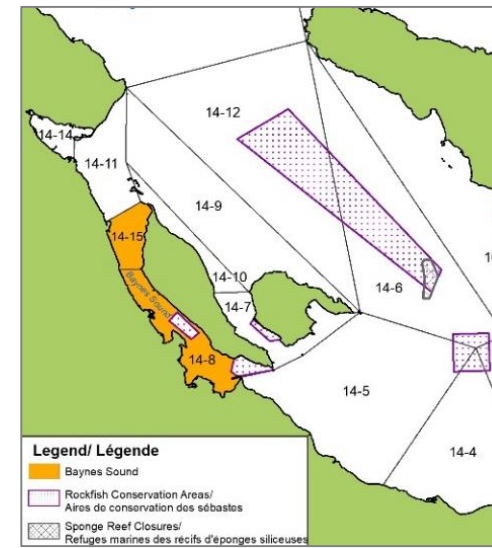 14-12
14-14
14-11
14-9
14-15
14-10
14-6
Baynes Sound
14-7
14-8
14-5
14-4
Legend/ Légende
Baynes Sound
Rockfish Conservation Areas/
Aires de conservation des sébastes
Sponge Reef Closures/
Refuges marines des récifs d'éponges siliceuses